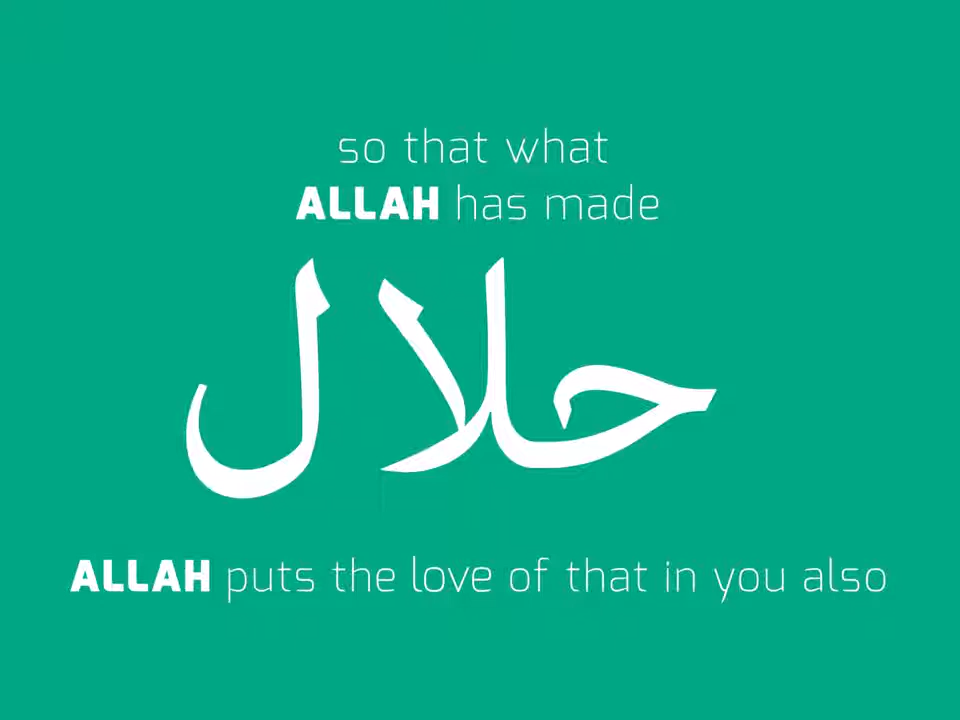 so that what
ALLAH has made
حلال
ALLAH puts the love of that in you also